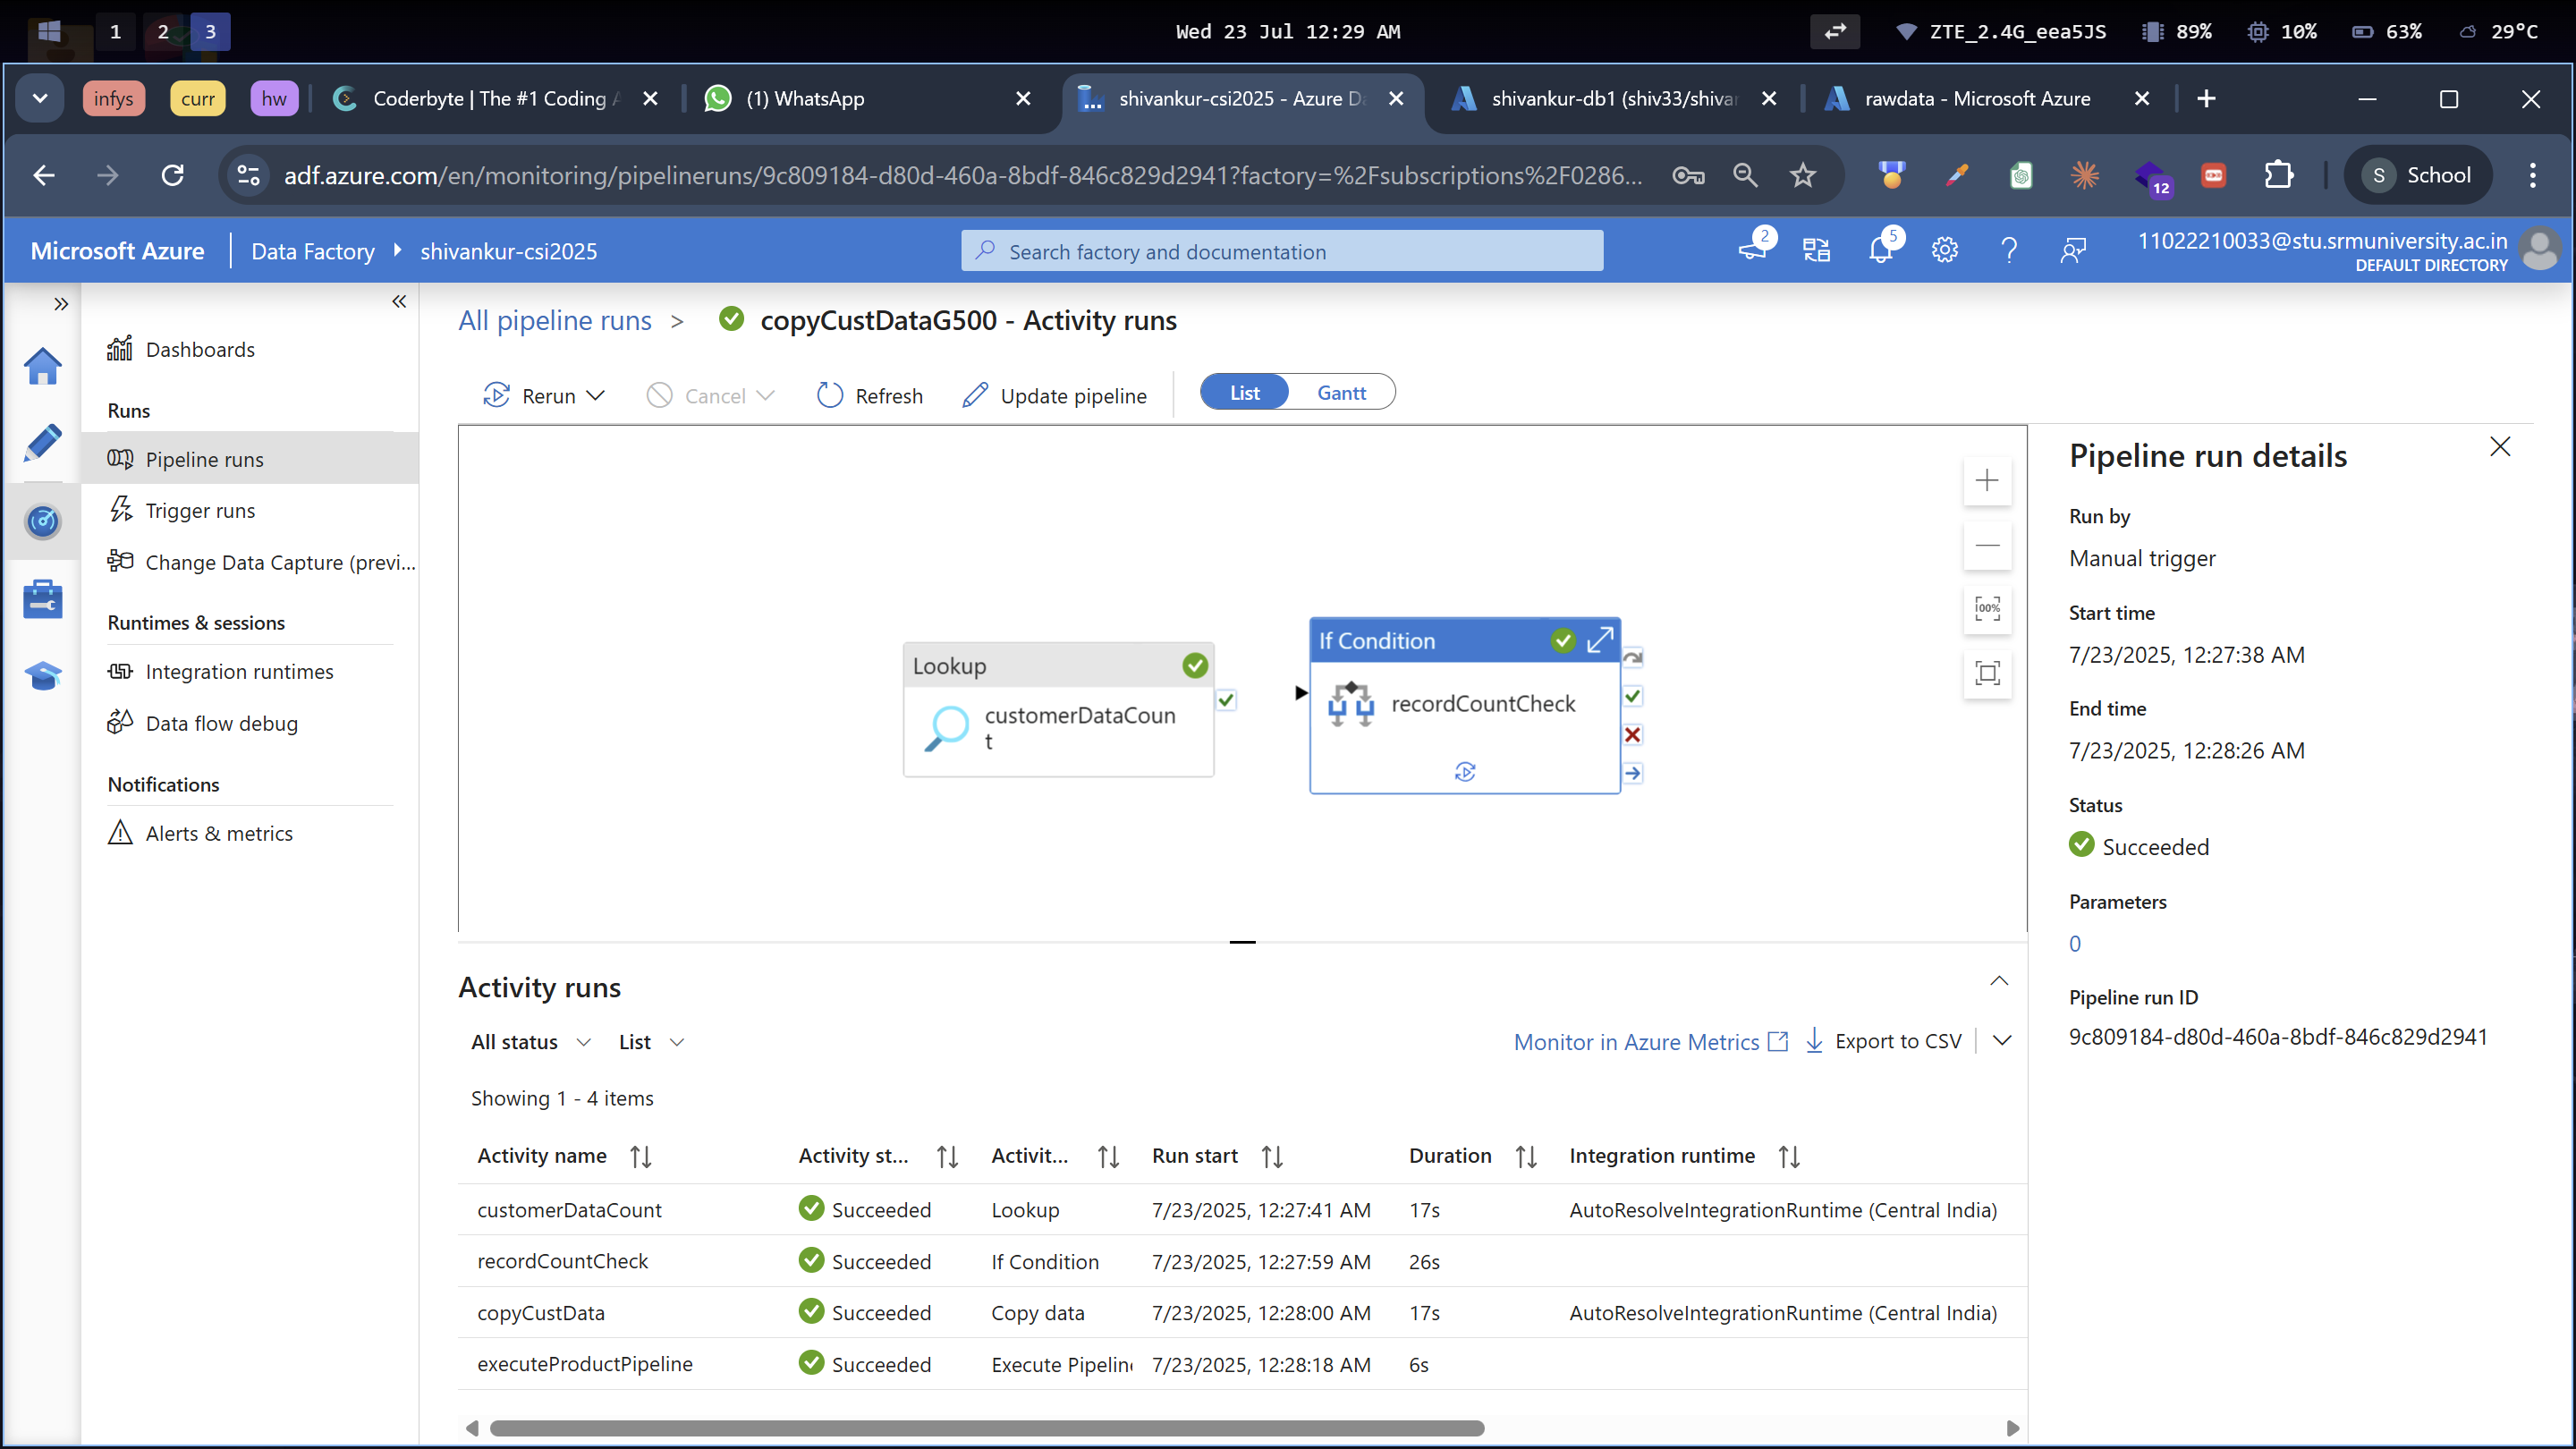 1 2 3 Wed 23 Jul 12:29 AM ZTE_2.4G_eea5JS 89% 10% 63% 29°C
infys curr hw Coderbyte | The #1 Coding (1) WhatsApp shivankur-csi2025 - Azure Da shivankur-db1 (shiv33/shivan rawdata - Microsoft Azure
adf.azure.com/en/monitoring/pipelineruns/9c809184-d80d-460a-8bdf-846c829d2941?factory=%2Fsubscriptions%2F0286... 12 S School
Microsoft Azure Data Factory shivankur-csi2025 Search factory and documentation 2 5 11022210033@stu.srmuniversity.ac.in
DEFAULT DIRECTORY
Dashboards
Runs
Pipeline runs
Trigger runs
Change Data Capture (previ...
Runtimes & sessions
Integration runtimes
Data flow debug
Notifications
Alerts & metrics
All pipeline runs > copyCustDataG500 - Activity runs
Rerun Cancel Refresh Update pipeline List Gantt
Lookup
customerDataCoun
t
If Condition
recordCountCheck
100%
Pipeline run details
Run by
Manual trigger
Start time
7/23/2025, 12:27:38 AM
End time
7/23/2025, 12:28:26 AM
Status
Succeeded
Parameters
0
Pipeline run ID
9c809184-d80d-460a-8bdf-846c829d2941
Activity runs
All status List Monitor in Azure Metrics Export to CSV
Showing 1 - 4 items
Activity name Activity st... Activit... Run start Duration Integration runtime
customerDataCount Succeeded Lookup 7/23/2025, 12:27:41 AM 17s AutoResolveIntegrationRuntime (Central India)
recordCountCheck Succeeded If Condition 7/23/2025, 12:27:59 AM 26s
copyCustData Succeeded Copy data 7/23/2025, 12:28:00 AM 17s AutoResolveIntegrationRuntime (Central India)
executeProductPipeline Succeeded Execute Pipelin 7/23/2025, 12:28:18 AM 6s